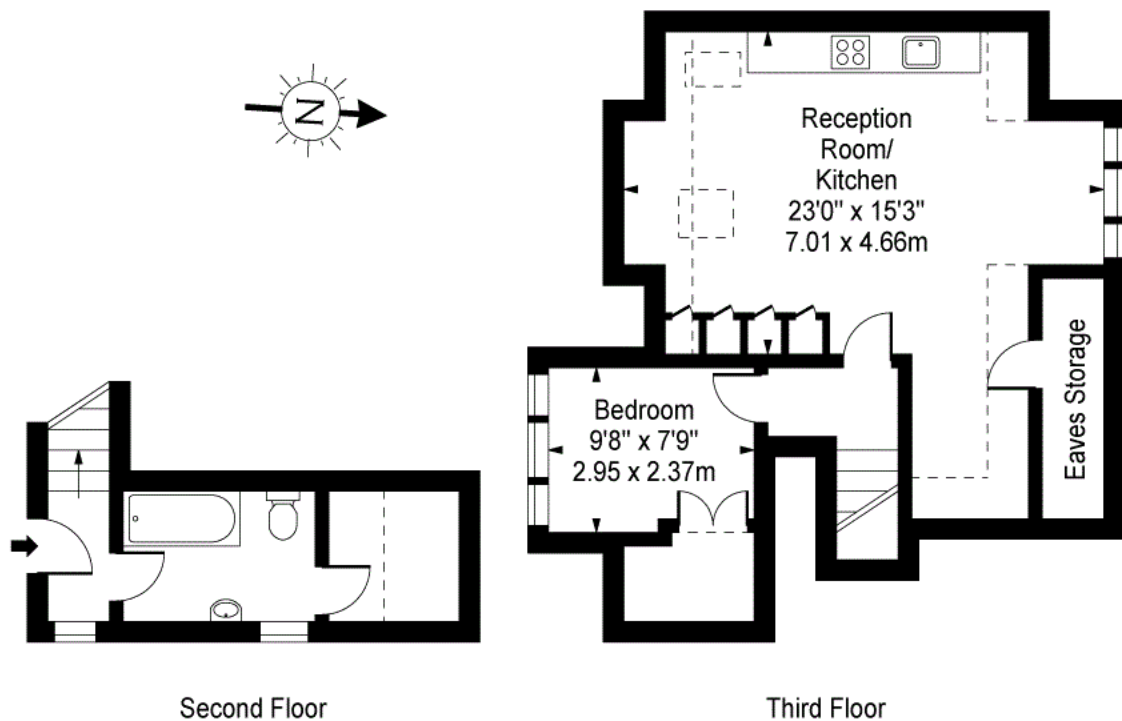 N
Reception
Room/
Kitchen
23'0" x 15'3"
7.01 x 4.66m
Bedroom
9'8" x 7'9"
2.95 x 2.37m
Eaves Storage
Second Floor
Third Floor